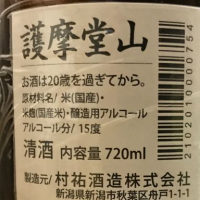 護摩堂山
お酒は20歳を過ぎてから。
原材料名/米(国産)・
米麹(国産米)・醸造用アルコール
アルコール分/15度
清酒 内容量 720ml
製造元/村祐酒造株式会社
新潟県新潟市秋葉区舟戸1-1-1
2102010000754